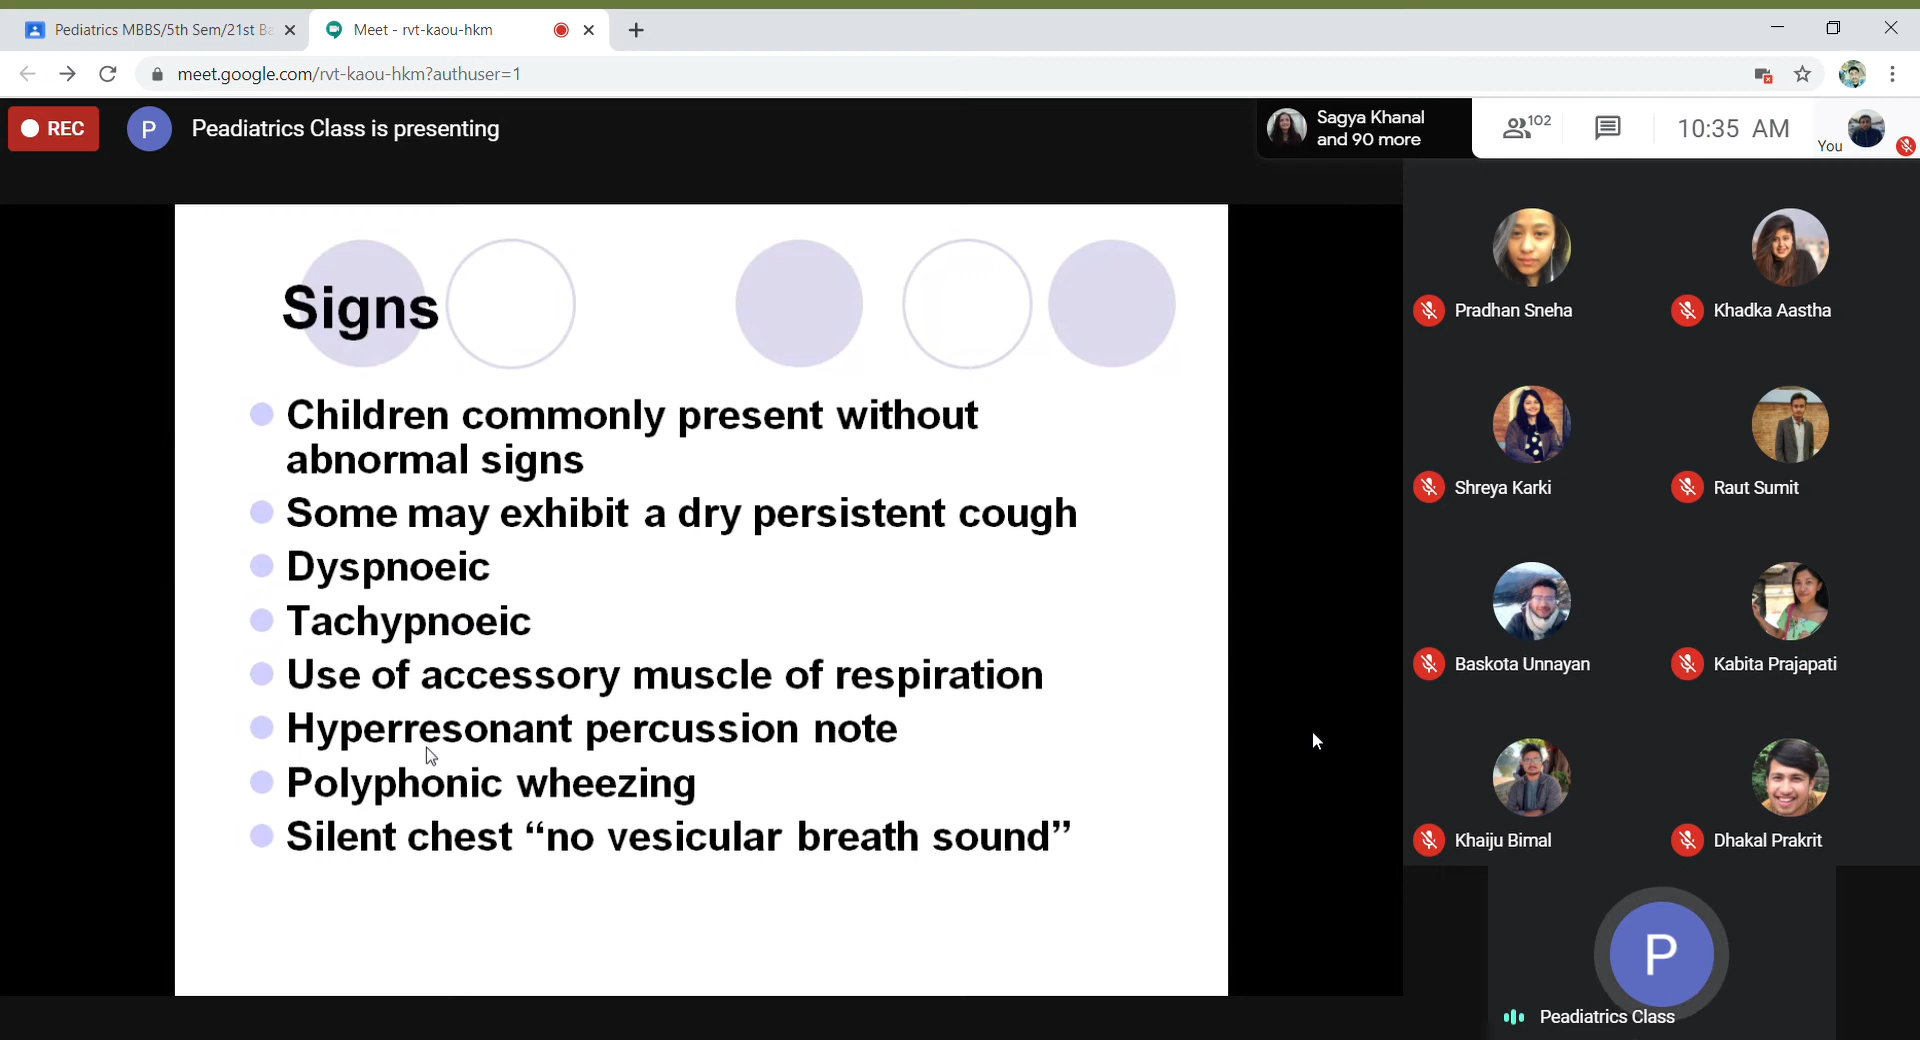 Pediatrics MBBS/5th Sem/21st Ba
Meet - rvt-kaou-hkm
meet.google.com/rvt-kaou-hkm?authuser=1
REC
P
Peadiatrics Class is presenting
Sagya Khanal
and 90 more
102
10:35 AM
You
Signs
Children commonly present without
abnormal signs
Some may exhibit a dry persistent cough
Dyspnoeic
Tachypnoeic
Use of accessory muscle of respiration
Hyperresonant percussion note
Polyphonic wheezing
Silent chest “no vesicular breath sound”
Pradhan Sneha
Khadka Aastha
Shreya Karki
Raut Sumit
Baskota Unnayan
Kabita Prajapati
Khaiju Bimal
Dhakal Prakrit
P
Peadiatrics Class